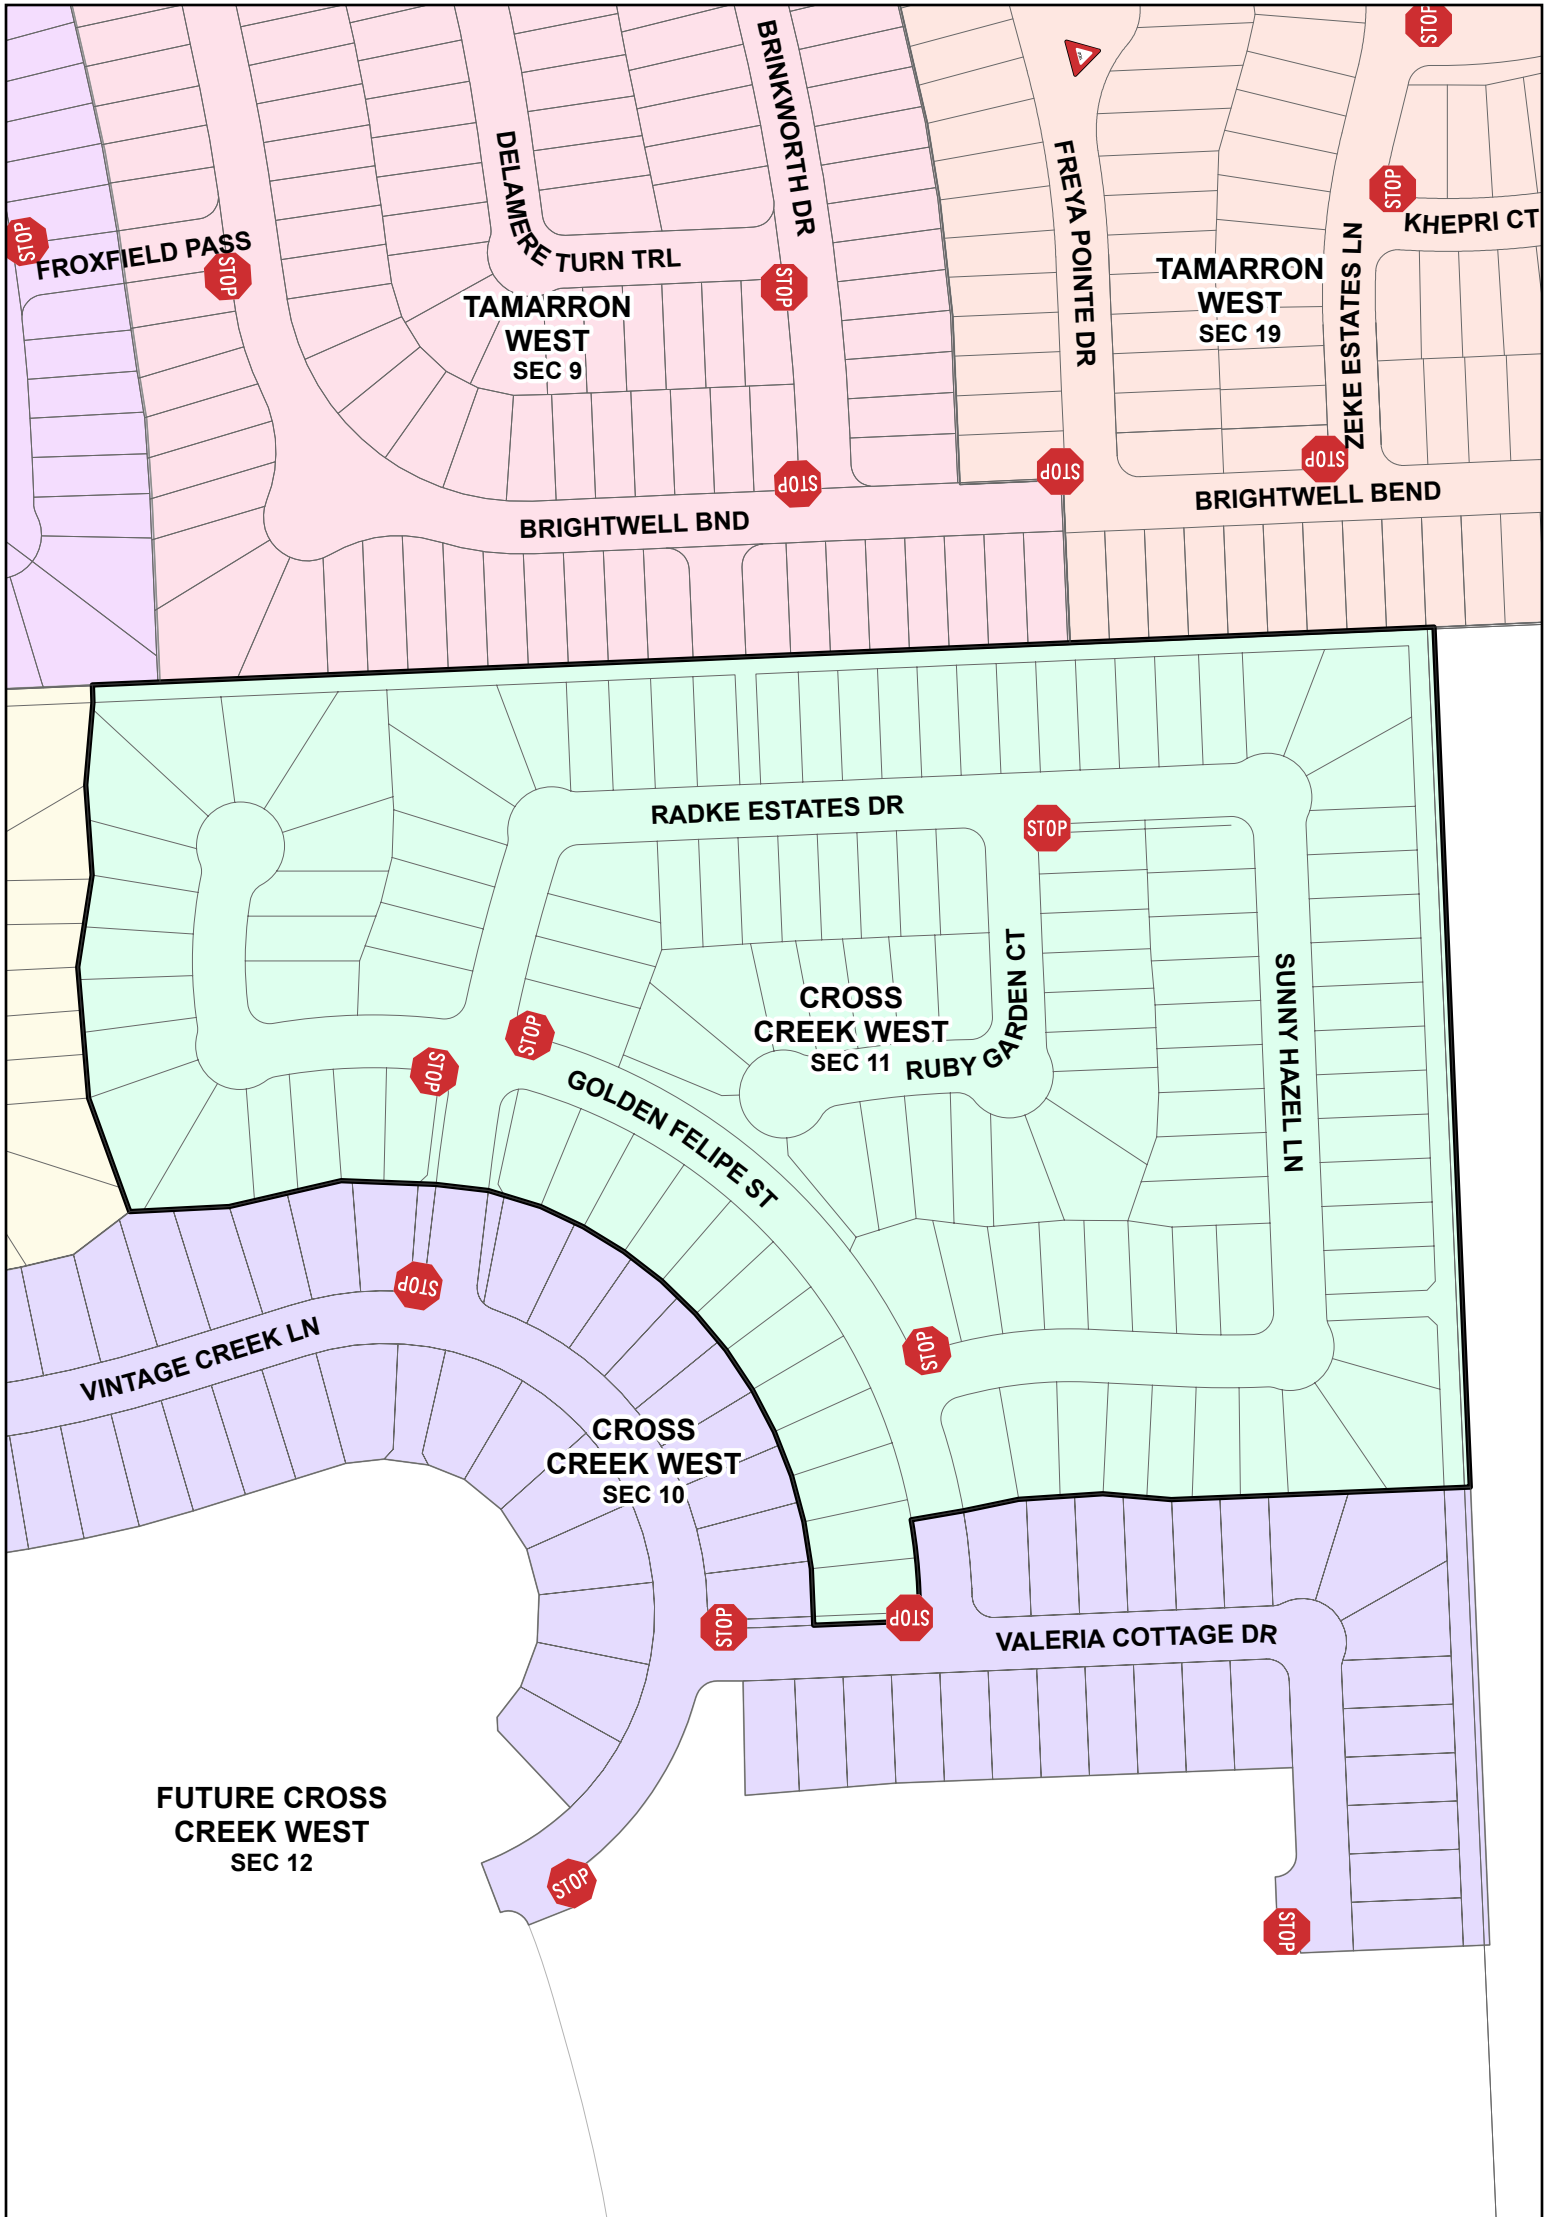 STOP
BRINKWORTH DR
DELAMERE
TURN TRL
FREYA POINTE DR
STOP
KHEPRI CT
STOP
FROXFIELD PASS
STOP
STOP
TAMARRON
WEST
SEC 9
TAMARRON
WEST
SEC 19
ZEKE ESTATES LN
STOP
STOP
STOP
STOP
BRIGHTWELL BND
BRIGHTWELL BEND
RADKE ESTATES DR
STOP
CROSS
CREEK WEST
SEC 11
RUBY GARDEN CT
SUNNY HAZEL LN
STOP
STOP
GOLDEN FELIPE ST
STOP
VINTAGE CREEK LN
STOP
CROSS
CREEK WEST
SEC 10
STOP
STOP
VALERIA COTTAGE DR
FUTURE CROSS
CREEK WEST
SEC 12
STOP
STOP